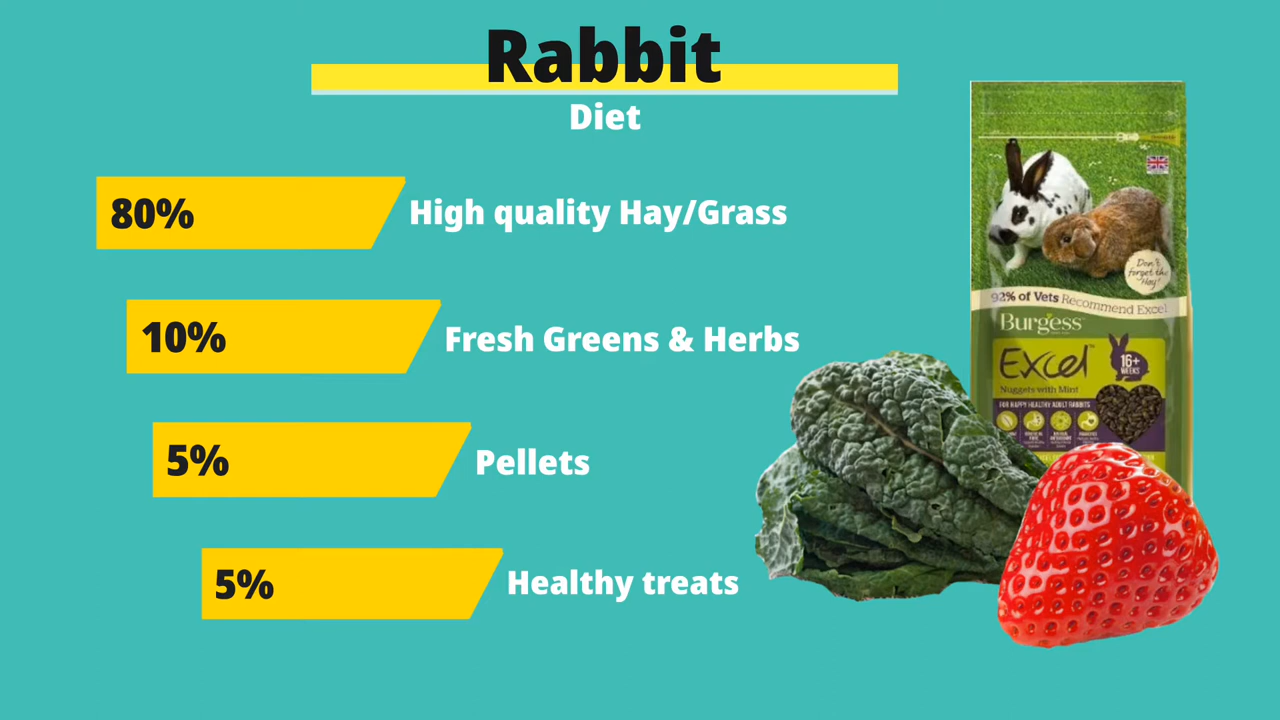 Rabbit
Diet
80%
High quality Hay/Grass
10%
Fresh Greens & Herbs
5%
Pellets
5%
Healthy treats
Don't
forget the
Hay!
92% of Vets Recommend Excel
Burgess
Excel
16+
WEEKS
Nuggets with Mint
FOR HAPPY HEALTHY ADULT RABBITS